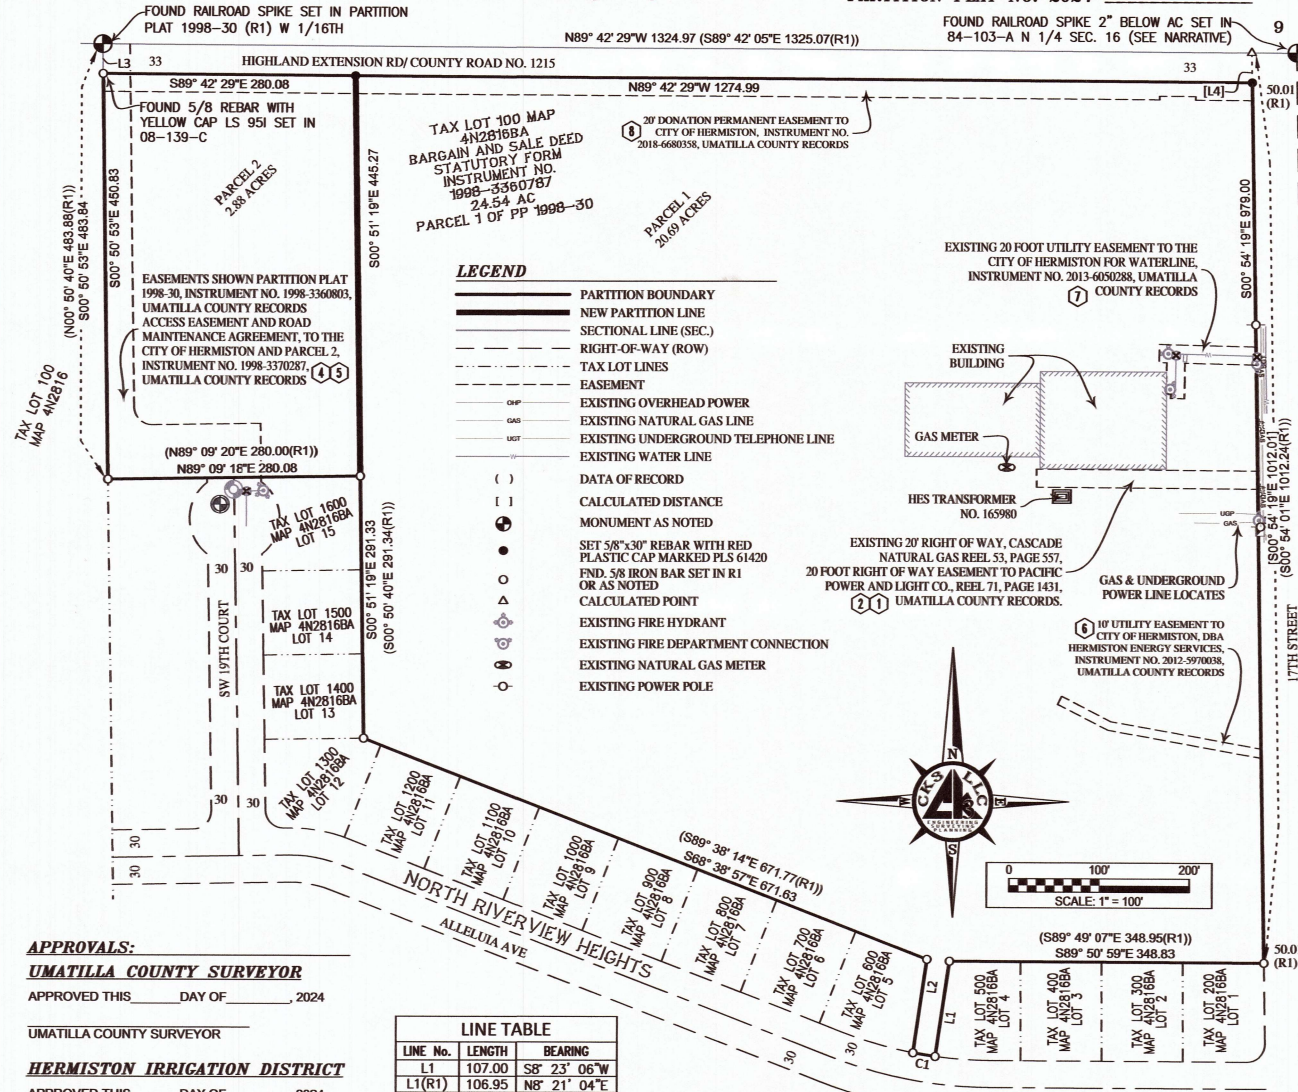 FOUND RAILROAD SPIKE SET IN PARTITION
PLAT 1998-30 (R1) W 1/16TH
FOUND RAILROAD SPIKE 2" BELOW AC SET IN
84-103-A N 1/4 SEC. 16 (SEE NARRATIVE)
9
N89° 42' 29"W 1324.97 (S89° 42' 05"E 1325.07(R1))
L3
33
HIGHLAND EXTENSION RD/ COUNTY ROAD NO. 1215
33
S89° 42' 29"E 280.08
N89° 42' 29"W 1274.99
[L4]
50.01
(R1)
FOUND 5/8 REBAR WITH
YELLOW CAP LS 951 SET IN
08-139-C
TAX LOT 100 MAP
4N2816BA
BARGAIN AND SALE DEED
STATUTORY FORM
INSTRUMENT NO.
1998-3360787
24.54 AC
PARCEL 1 OF PP 1998-30
8
20' DONATION PERMANENT EASEMENT TO
CITY OF HERMISTON, INSTRUMENT NO.
2018-6680358, UMATILLA COUNTY RECORDS
PARCEL 2
2.88 ACRES
PARCEL 1
20.69 ACRES
(N00° 50' 40"E 483.88(R1))
S00° 50' 53"E 483.84
S00° 50' 53"E 450.83
S00° 51' 19"E 445.27
S00° 54' 19"E 979.00
EASEMENTS SHOWN PARTITION PLAT
1998-30, INSTRUMENT NO. 1998-3360803,
UMATILLA COUNTY RECORDS
ACCESS EASEMENT AND ROAD
MAINTENANCE AGREEMENT, TO THE
CITY OF HERMISTON AND PARCEL 2,
INSTRUMENT NO. 1998-3370287,
UMATILLA COUNTY RECORDS
4 5
EXISTING 20 FOOT UTILITY EASEMENT TO THE
CITY OF HERMISTON FOR WATERLINE,
INSTRUMENT NO. 2013-6050288, UMATILLA
7 COUNTY RECORDS
LEGEND
PARTITION BOUNDARY
NEW PARTITION LINE
SECTIONAL LINE (SEC.)
RIGHT-OF-WAY (ROW)
TAX LOT LINES
EASEMENT
OHP EXISTING OVERHEAD POWER
GAS EXISTING NATURAL GAS LINE
UGT EXISTING UNDERGROUND TELEPHONE LINE
W EXISTING WATER LINE
( ) DATA OF RECORD
[ ] CALCULATED DISTANCE
MONUMENT AS NOTED
SET 5/8"x30" REBAR WITH RED
PLASTIC CAP MARKED PLS 61420
FND. 5/8 IRON BAR SET IN R1
OR AS NOTED
CALCULATED POINT
EXISTING FIRE HYDRANT
EXISTING FIRE DEPARTMENT CONNECTION
EXISTING NATURAL GAS METER
EXISTING POWER POLE
EXISTING
BUILDING
GAS METER
HES TRANSFORMER
NO. 165980
TAX LOT 100
MAP 4N2816
(N89° 09' 20"E 280.00(R1))
N89° 09' 18"E 280.08
TAX LOT 1600
MAP 4N2816BA
LOT 15
30
30
TAX LOT 1500
MAP 4N2816BA
LOT 14
TAX LOT 1400
MAP 4N2816BA
LOT 13
SW 19TH COURT
S00° 51' 19"E 291.33
(S00° 50' 40"E 291.34(R1))
EXISTING 20' RIGHT OF WAY, CASCADE
NATURAL GAS REEL 53, PAGE 557,
20 FOOT RIGHT OF WAY EASEMENT TO PACIFIC
POWER AND LIGHT CO., REEL 71, PAGE 1431,
2 1 UMATILLA COUNTY RECORDS.
UGP
GAS
GAS & UNDERGROUND
POWER LINE LOCATES
[S00° 54' 19"E 1012.01]
(S00° 54' 01"E 1012.24(R1))
17TH STREET
6
10' UTILITY EASEMENT TO
CITY OF HERMISTON, DBA
HERMISTON ENERGY SERVICES,
INSTRUMENT NO. 2012-5970038,
UMATILLA COUNTY RECORDS
N
W
E
S
CKS LLC
ENGINEERING
SURVEYING
PLANNING
30
30
30
30
TAX LOT 1300
MAP 4N2816BA
LOT 12
TAX LOT 1200
MAP 4N2816BA
LOT 11
TAX LOT 1100
MAP 4N2816BA
LOT 10
TAX LOT 1000
MAP 4N2816BA
LOT 9
TAX LOT 900
MAP 4N2816BA
LOT 8
TAX LOT 800
MAP 4N2816BA
LOT 7
TAX LOT 700
MAP 4N2816BA
LOT 6
TAX LOT 600
MAP 4N2816BA
LOT 5
(S89° 38' 14"E 671.77(R1))
S68° 38' 57"E 671.63
NORTH RIVERVIEW HEIGHTS
ALLELUIA AVE
30
30
0 100' 200'
SCALE: 1" = 100'
(S89° 49' 07"E 348.95(R1))
S89° 50' 59"E 348.83
50.0
(R1)
L2
L1
C1
TAX LOT 500
MAP 4N2816BA
LOT 4
TAX LOT 400
MAP 4N2816BA
LOT 3
TAX LOT 300
MAP 4N2816BA
LOT 2
TAX LOT 200
MAP 4N2816BA
LOT 1
APPROVALS:
UMATILLA COUNTY SURVEYOR
APPROVED THIS______DAY OF________, 2024
UMATILLA COUNTY SURVEYOR
HERMISTON IRRIGATION DISTRICT
LINE TABLE
LINE No. LENGTH BEARING
L1 107.00 S8° 23' 06"W
L1(R1) 106.95 N8° 21' 04"E